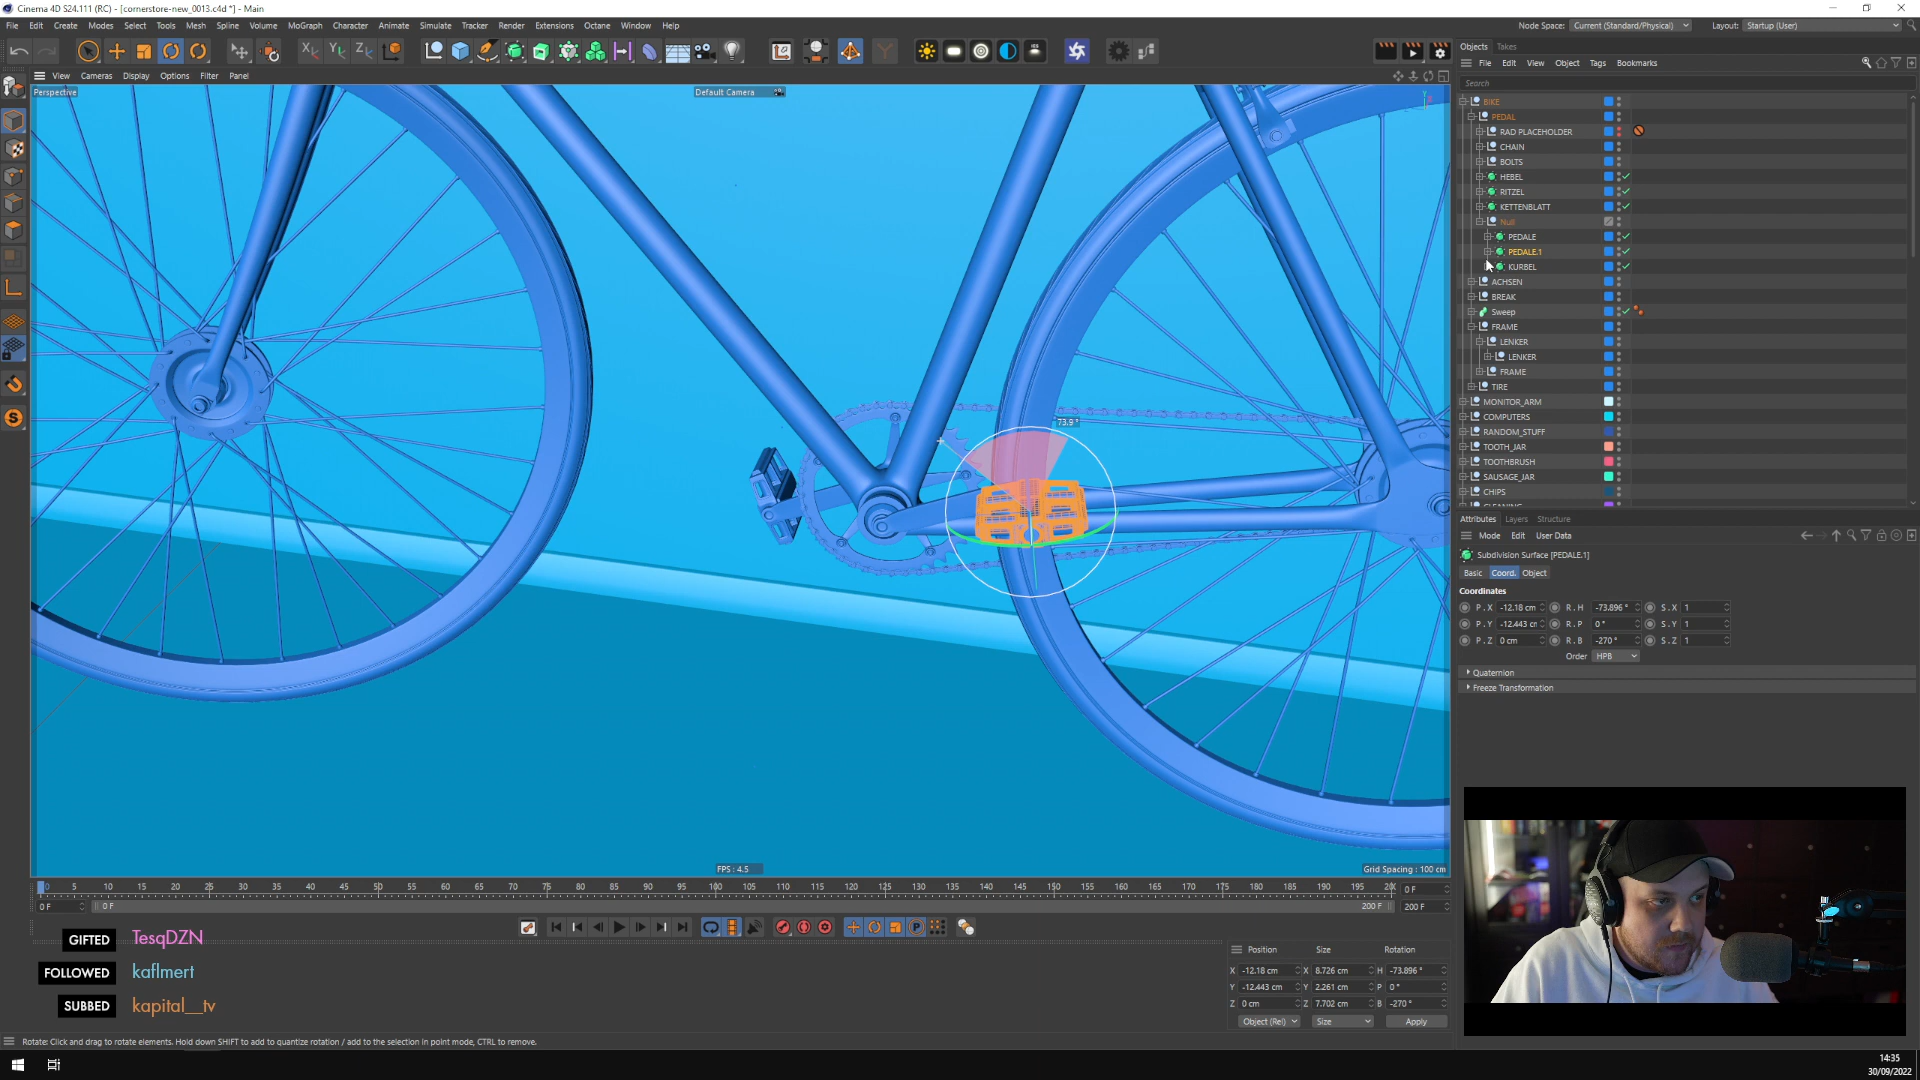 Cinema 4D S24.111 (RC) - [cornerstore-new_0013.c4d *] - Main
File Edit Create Modes Select Tools Mesh Spline Volume MoGraph Character Animate Simulate Tracker Render Extensions Octane Window Help
Node Space: Current (Standard/Physical) Layout: Startup (User)
Objects Takes
View Cameras Display Options Filter Panel
File Edit View Object Tags Bookmarks
Search
Perspective
Default Camera
BIKE
PEDAL
RAD PLACEHOLDER
CHAIN
BOLTS
HEBEL
RITZEL
KETTENBLATT
Null
PEDALE
PEDALE.1
KURBEL
ACHSEN
BREAK
Sweep
FRAME
LENKER
LENKER
FRAME
TIRE
MONITOR_ARM
COMPUTERS
RANDOM_STUFF
TOOTH_JAR
TOOTHBRUSH
SAUSAGE_JAR
CHIPS
73.9 °
Attributes Layers Structure
Mode Edit User Data
Subdivision Surface [PEDALE.1]
Basic Coord. Object
Coordinates
P.X -12.18 cm R.H -73.896 ° S.X 1
P.Y -12.443 cm R.P 0 ° S.Y 1
P.Z 0 cm R.B -270 ° S.Z 1
Order HPB
Quaternion
Freeze Transformation
FPS : 4.5
Grid Spacing : 100 cm
0 5 10 15 20 25 30 35 40 45 50 55 60 65 70 75 80 85 90 95 100 105 110 115 120 125 130 135 140 145 150 155 160 165 170 175 180 185 190 195 200 0 F
0 F 0 F 200 F 200 F
GIFTED TesqDZN
FOLLOWED kaflmert
SUBBED kapital__tv
Position Size Rotation
X -12.18 cm X 8.726 cm H -73.896 °
Y -12.443 cm Y 2.261 cm P 0 °
Z 0 cm Z 7.702 cm B -270 °
Object (Rel) Size Apply
Rotate: Click and drag to rotate elements. Hold down SHIFT to add to quantize rotation / add to the selection in point mode, CTRL to remove.
14:35
30/09/2022